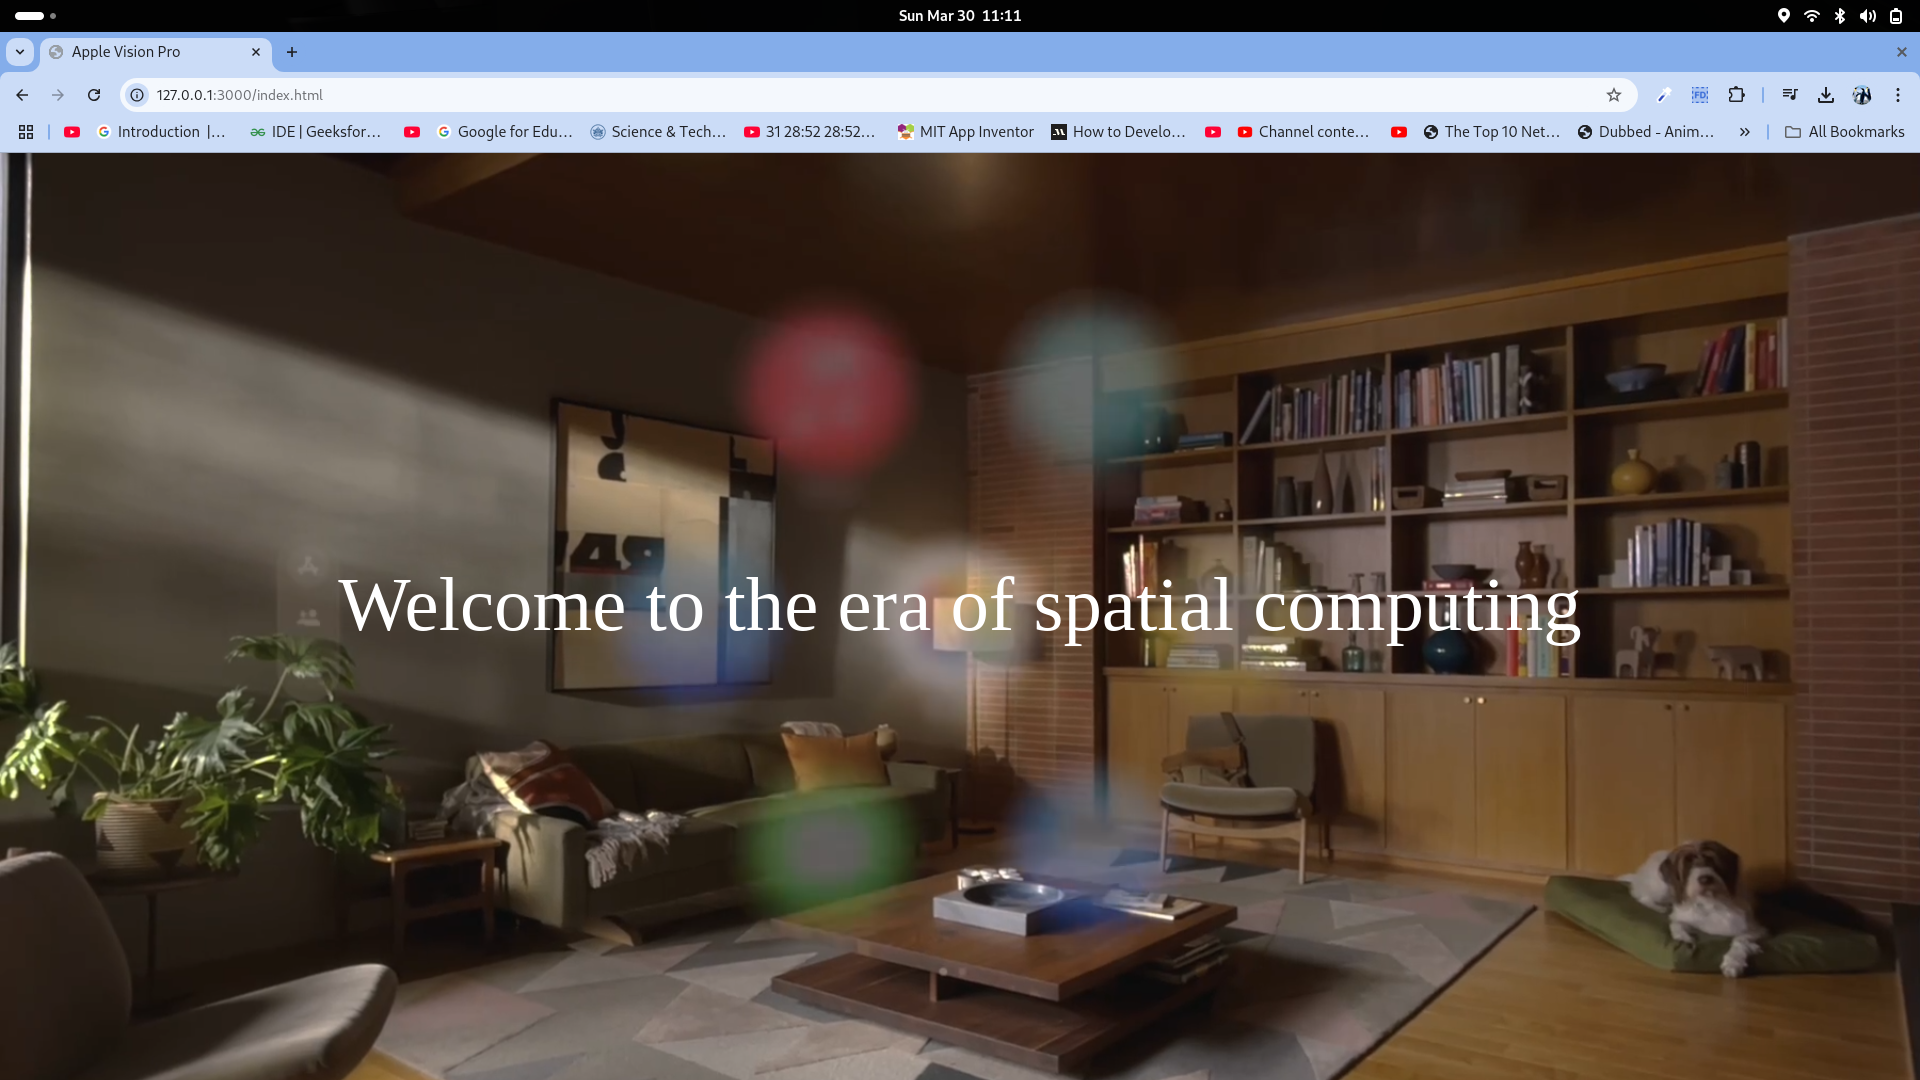 Sun Mar 30 11:11
Apple Vision Pro
127.0.0.1:3000/index.html
Introduction |... IDE | Geeksfor... Google for Edu... Science & Tech... 31 28:52 28:52... MIT App Inventor How to Develo... Channel conte... The Top 10 Net... Dubbed - Anim... » All Bookmarks
Welcome to the era of spatial computing